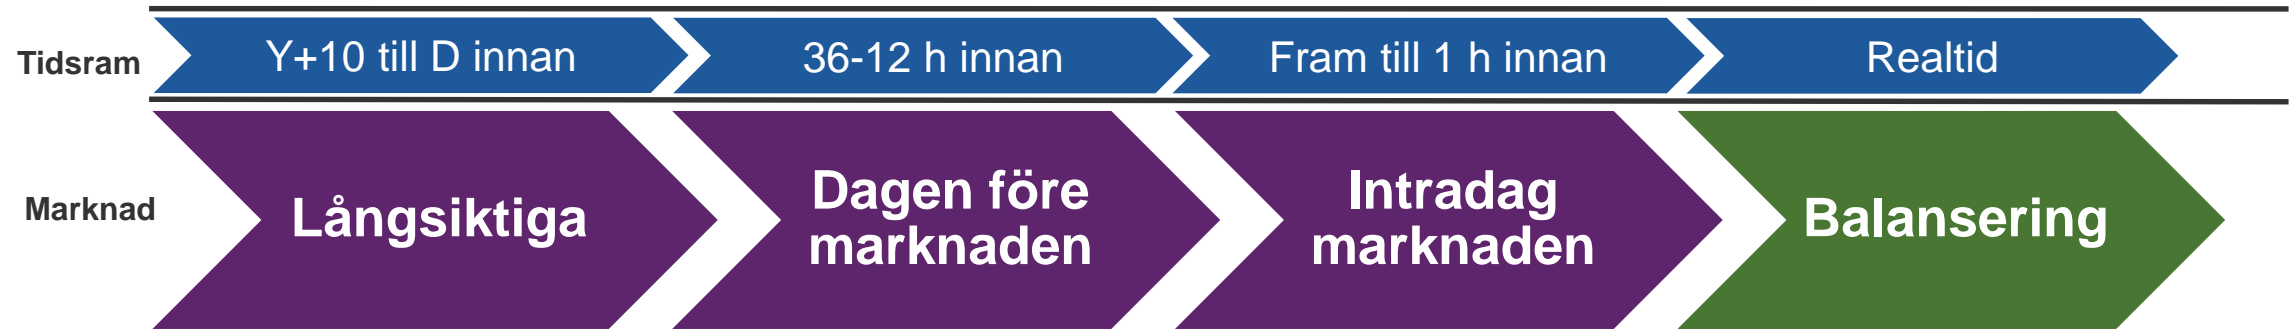 Tidsram
Y+10 till D innan
36-12 h innan
Fram till 1 h innan
Realtid
Marknad
Långsiktiga
Dagen före
marknaden
Intradag
marknaden
Balansering